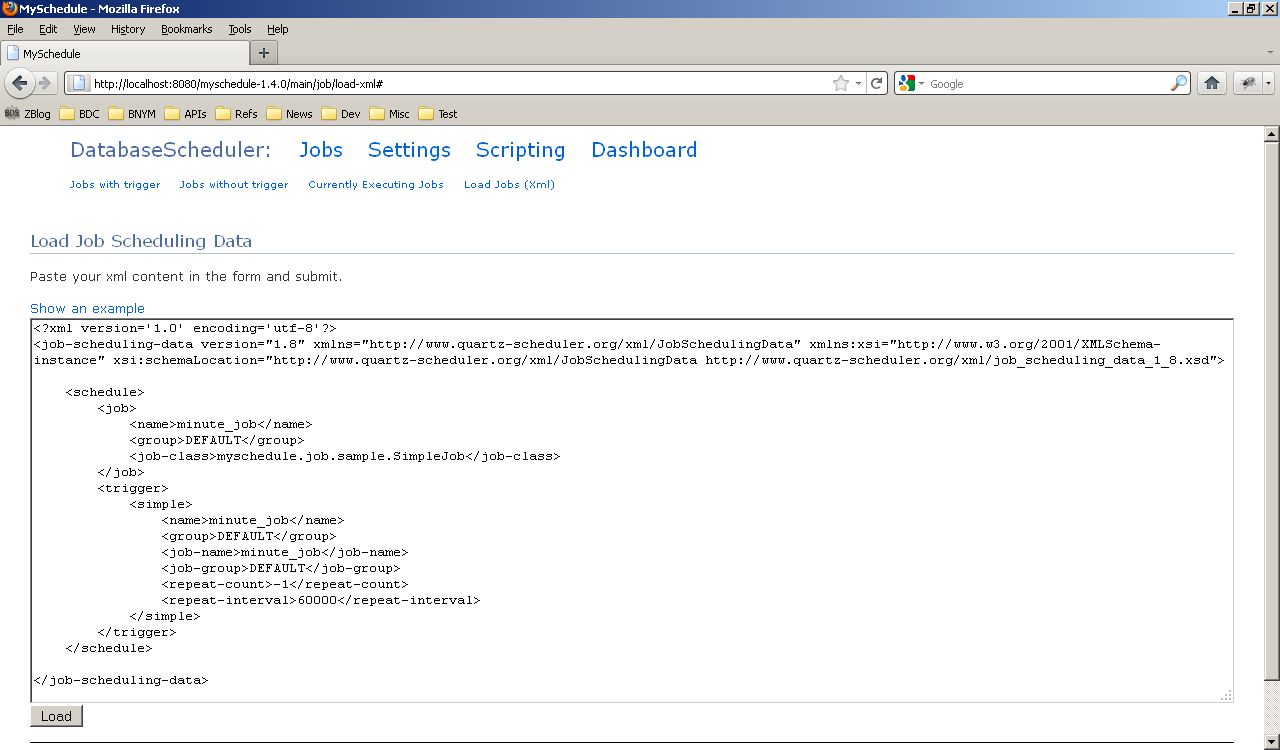 MySchedule - Mozilla Firefox
File Edit View History Bookmarks Tools Help
MySchedule
http://localhost:8080/myschedule-1.4.0/main/job/load-xml#
Google
BDS ZBlog BDC BNYM APIs Refs News Dev Misc Test
DatabaseScheduler: Jobs Settings Scripting Dashboard
Jobs with trigger Jobs without trigger Currently Executing Jobs Load Jobs (Xml)
Load Job Scheduling Data
Paste your xml content in the form and submit.
Show an example
<?xml version='1.0' encoding='utf-8'?>
<job-scheduling-data version="1.8" xmlns="http://www.quartz-scheduler.org/xml/JobSchedulingData" xmlns:xsi="http://www.w3.org/2001/XMLSchema-
instance" xsi:schemaLocation="http://www.quartz-scheduler.org/xml/JobSchedulingData http://www.quartz-scheduler.org/xml/job_scheduling_data_1_8.xsd">
<schedule>
<job>
<name>minute_job</name>
<group>DEFAULT</group>
<job-class>myschedule.job.sample.SimpleJob</job-class>
</job>
<trigger>
<simple>
<name>minute_job</name>
<group>DEFAULT</group>
<job-name>minute_job</job-name>
<job-group>DEFAULT</job-group>
<repeat-count>-1</repeat-count>
<repeat-interval>60000</repeat-interval>
</simple>
</trigger>
</schedule>
</job-scheduling-data>
Load